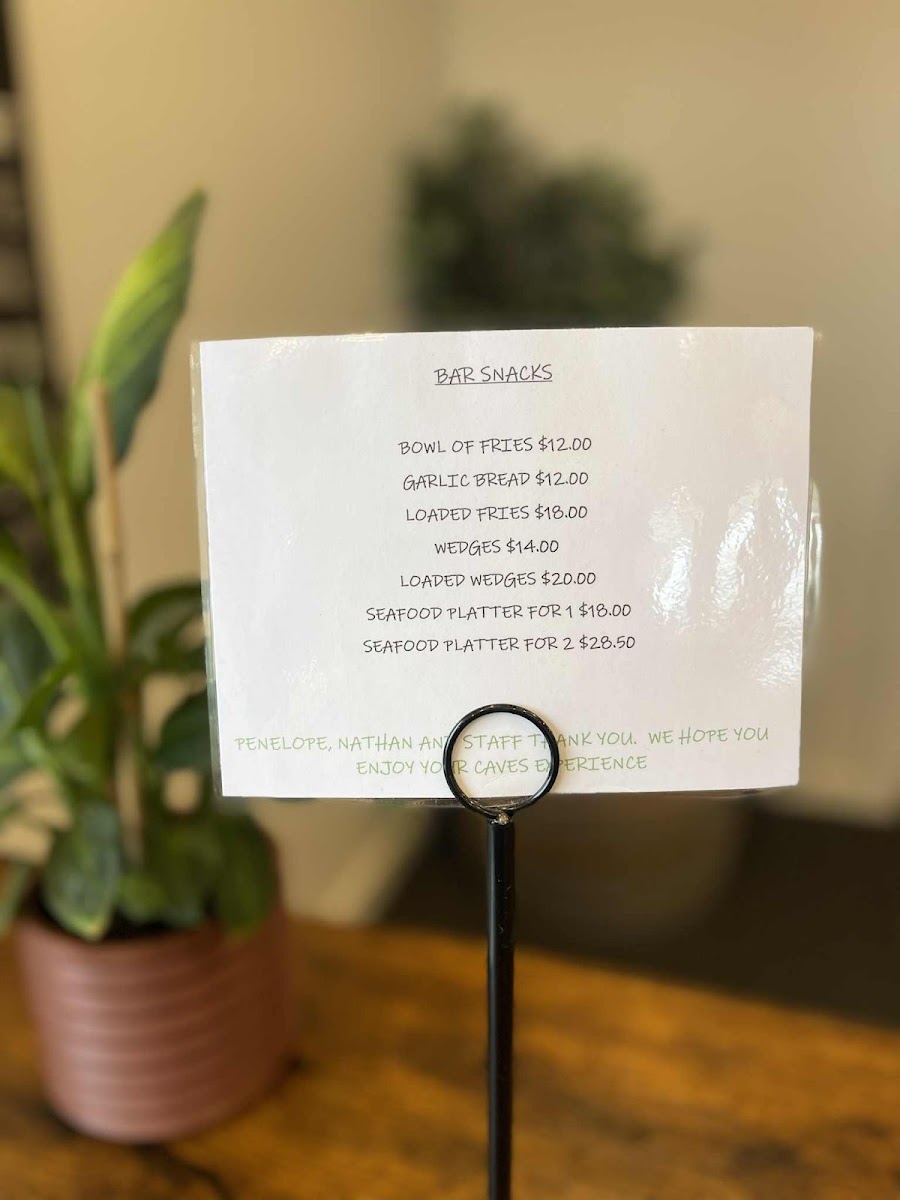 BAR SNACKS
BOWL OF FRIES $12.00
GARLIC BREAD $12.00
LOADED FRIES $18.00
WEDGES $14.00
LOADED WEDGES $20.00
SEAFOOD PLATTER FOR 1 $18.00
SEAFOOD PLATTER FOR 2 $28.50
PENELOPE, NATHAN AND STAFF THANK YOU. WE HOPE YOU
ENJOY YOUR CAVES EXPERIENCE